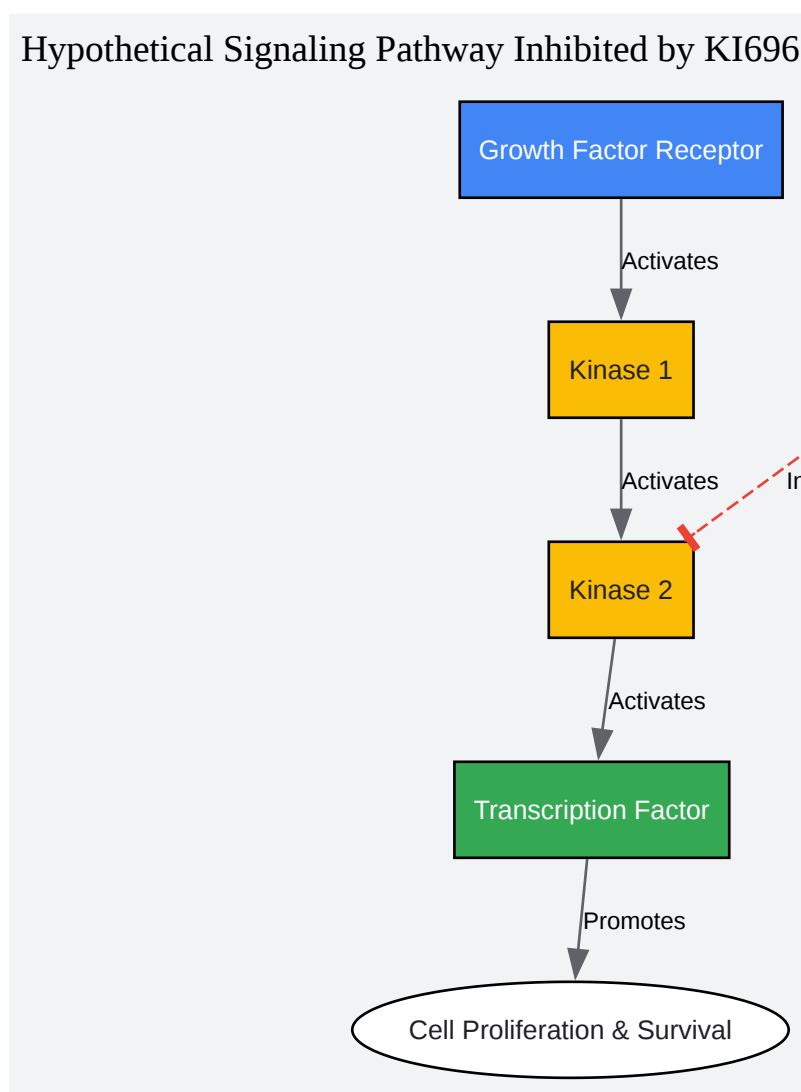 Hypothetical Signaling Pathway Inhibited by KI696
Growth Factor Receptor
Activates
Kinase 1
Activates
In
Kinase 2
Activates
Transcription Factor
Promotes
Cell Proliferation & Survival